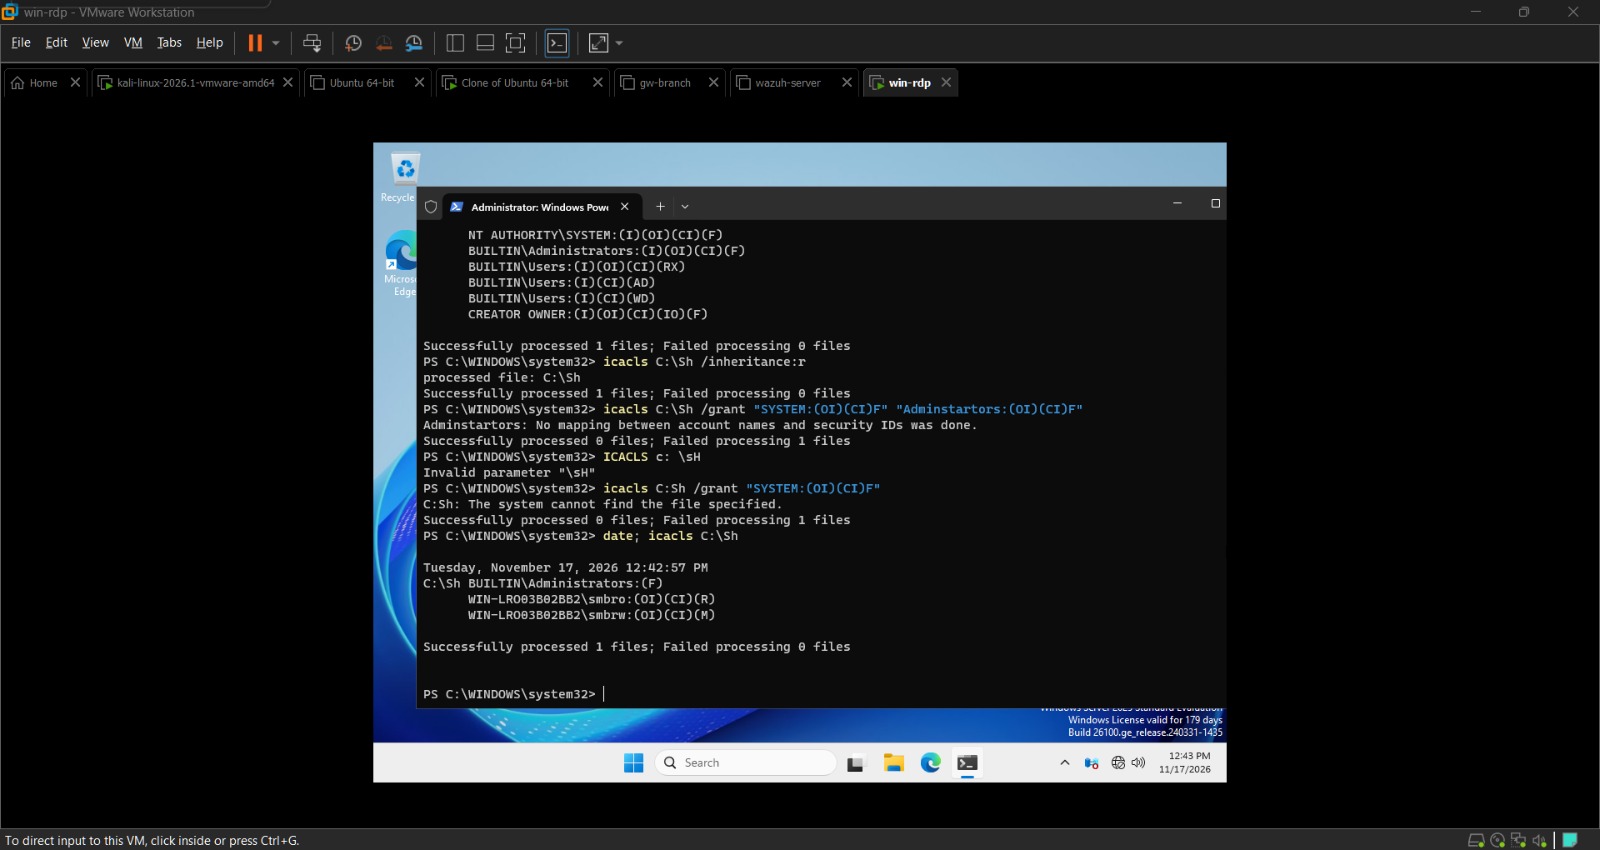 win-rdp - VMware Workstation
File Edit View VM Tabs Help
Home kali-linux-2026.1-vmware-amd64 Ubuntu 64-bit Clone of Ubuntu 64-bit gw-branch wazuh-server win-rdp
Recycle
Microso
Edge
Administrator: Windows Powe
NT AUTHORITY\SYSTEM:(I)(OI)(CI)(F)
BUILTIN\Administrators:(I)(OI)(CI)(F)
BUILTIN\Users:(I)(OI)(CI)(RX)
BUILTIN\Users:(I)(CI)(AD)
BUILTIN\Users:(I)(CI)(WD)
CREATOR OWNER:(I)(OI)(CI)(IO)(F)
Successfully processed 1 files; Failed processing 0 files
PS C:\WINDOWS\system32> icacls C:\Sh /inheritance:r
processed file: C:\Sh
Successfully processed 1 files; Failed processing 0 files
PS C:\WINDOWS\system32> icacls C:\Sh /grant "SYSTEM:(OI)(CI)F" "Adminstartors:(OI)(CI)F"
Adminstartors: No mapping between account names and security IDs was done.
Successfully processed 0 files; Failed processing 1 files
PS C:\WINDOWS\system32> ICACLS c: \sH
Invalid parameter "\sH"
PS C:\WINDOWS\system32> icacls C:Sh /grant "SYSTEM:(OI)(CI)F"
C:Sh: The system cannot find the file specified.
Successfully processed 0 files; Failed processing 1 files
PS C:\WINDOWS\system32> date; icacls C:\Sh
Tuesday, November 17, 2026 12:42:57 PM
C:\Sh BUILTIN\Administrators:(F)
WIN-LRO03B02BB2\smbro:(OI)(CI)(R)
WIN-LRO03B02BB2\smbrw:(OI)(CI)(M)
Successfully processed 1 files; Failed processing 0 files
PS C:\WINDOWS\system32>
Windows Server 2025 Standard Evaluation
Windows License valid for 179 days
Build 26100.ge_release.240331-1435
Search
12:43 PM
11/17/2026
To direct input to this VM, click inside or press Ctrl+G.